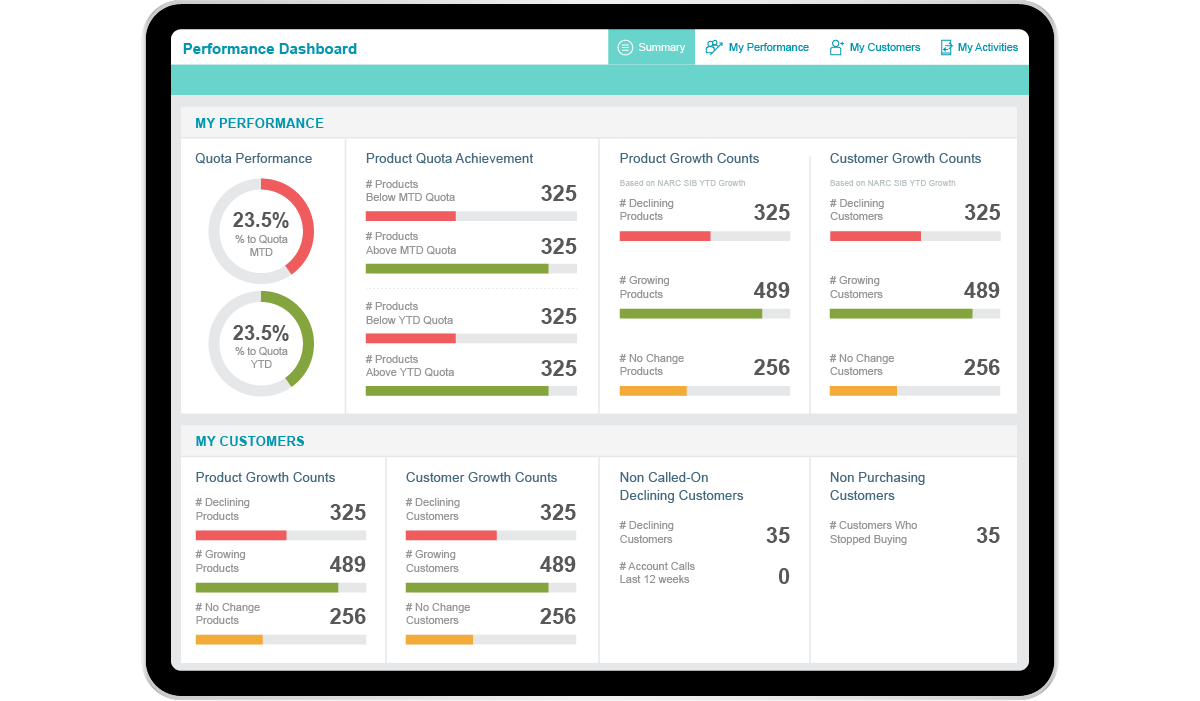 Performance Dashboard
Summary
My Performance
My Customers
My Activities
MY PERFORMANCE
Quota Performance
23.5%
% to Quota
MTD
23.5%
% to Quota
YTD
Product Quota Achievement
# Products
Below MTD Quota
325
# Products
Above MTD Quota
325
# Products
Below YTD Quota
325
# Products
Above YTD Quota
325
Product Growth Counts
Based on NARC SIB YTD Growth
# Declining
Products
325
# Growing
Products
489
# No Change
Products
256
Customer Growth Counts
Based on NARC SIB YTD Growth
# Declining
Customers
325
# Growing
Customers
489
# No Change
Customers
256
MY CUSTOMERS
Product Growth Counts
# Declining
Products
325
# Growing
Products
489
# No Change
Products
256
Customer Growth Counts
# Declining
Customers
325
# Growing
Customers
489
# No Change
Customers
256
Non Called-On
Declining Customers
# Declining
Customers
35
# Account Calls
Last 12 weeks
0
Non Purchasing
Customers
# Customers Who
Stopped Buying
35